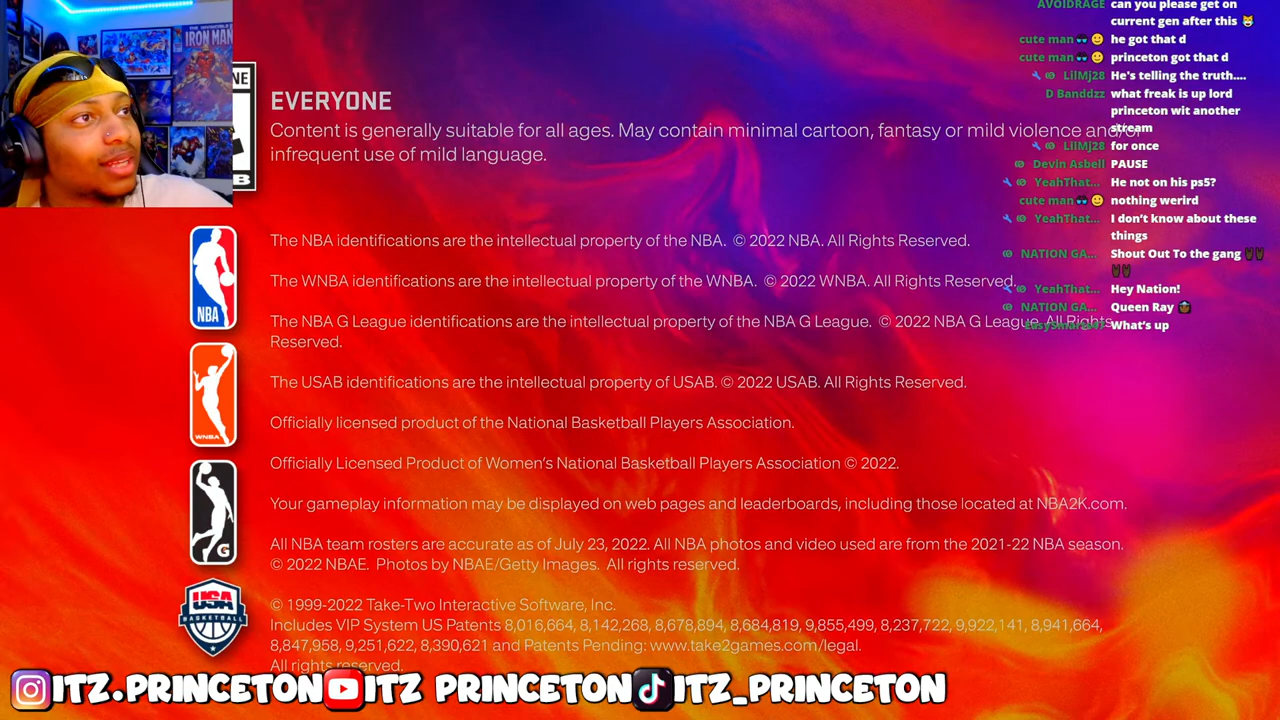 IRON MAN
NE
B
EVERYONE
Content is generally suitable for all ages. May contain minimal cartoon, fantasy or mild violence and/or
infrequent use of mild language.
NBA
The NBA identifications are the intellectual property of the NBA. © 2022 NBA. All Rights Reserved.
The WNBA identifications are the intellectual property of the WNBA. © 2022 WNBA. All Rights Reserved.
The NBA G League identifications are the intellectual property of the NBA G League. © 2022 NBA G League. All Rights
Reserved.
WNBA
The USAB identifications are the intellectual property of USAB. © 2022 USAB. All Rights Reserved.
Officially licensed product of the National Basketball Players Association.
Officially Licensed Product of Women's National Basketball Players Association © 2022.
G
Your gameplay information may be displayed on web pages and leaderboards, including those located at NBA2K.com.
All NBA team rosters are accurate as of July 23, 2022. All NBA photos and video used are from the 2021-22 NBA season.
© 2022 NBAE. Photos by NBAE/Getty Images. All rights reserved.
USA
BASKETBALL
© 1999-2022 Take-Two Interactive Software, Inc.
Includes VIP System US Patents 8,016,664, 8,142,268, 8,678,894, 8,684,819, 9,855,499, 8,237,722, 9,922,141, 8,941,664,
8,847,958, 9,251,622, 8,390,621 and Patents Pending: www.take2games.com/legal.
All rights reserved.
AVOIDRAGE can you please get on
current gen after this
cute man he got that d
cute man princeton got that d
LilMj28 He's telling the truth....
D Banddzz what freak is up lord
princeton wit another
stream
LilMj28 for once
Devin Asbell PAUSE
YeahThat... He not on his ps5?
cute man nothing werird
YeahThat... I don't know about these
things
NATION GA... Shout Out To the gang
YeahThat... Hey Nation!
NATION GA... Queen Ray
What's up
ITZ.PRINCETON ITZ PRINCETON ITZ_PRINCETON